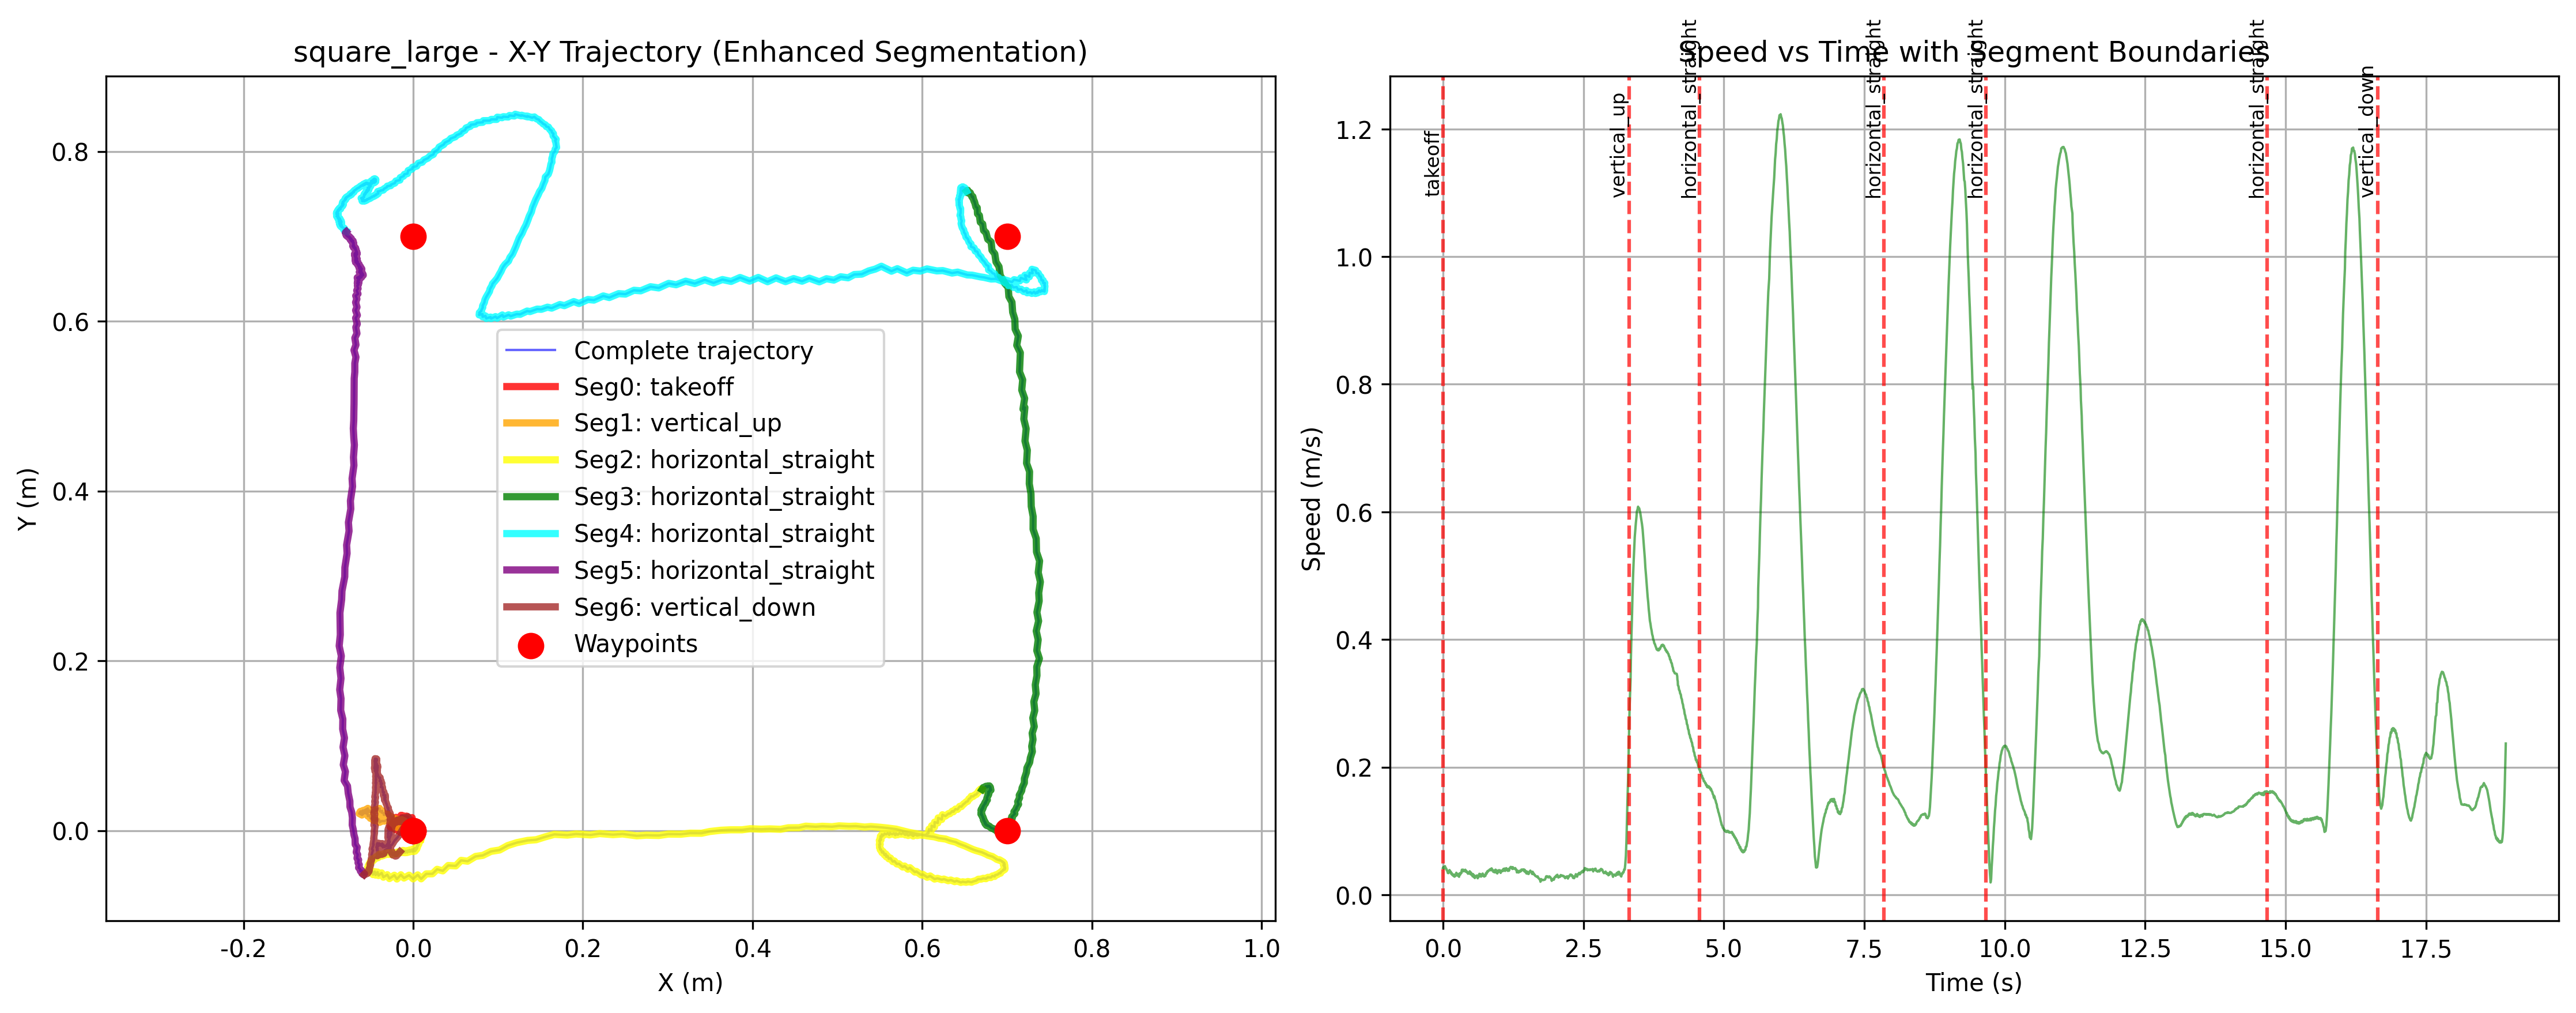 square_large - X-Y Trajectory (Enhanced Segmentation)
Y (m)
0.8
0.6
0.4
0.2
0.0
-0.2
0.0
0.2
0.4
0.6
0.8
1.0
X (m)
Complete trajectory
Seg0: takeoff
Seg1: vertical_up
Seg2: horizontal_straight
Seg3: horizontal_straight
Seg4: horizontal_straight
Seg5: horizontal_straight
Seg6: vertical_down
Waypoints
Speed vs Time with Segment Boundaries
takeoff
vertical_up
horizontal_straight
horizontal_straight
horizontal_straight
horizontal_straight
vertical_down
Speed (m/s)
1.2
1.0
0.8
0.6
0.4
0.2
0.0
0.0
2.5
5.0
7.5
10.0
12.5
15.0
17.5
Time (s)